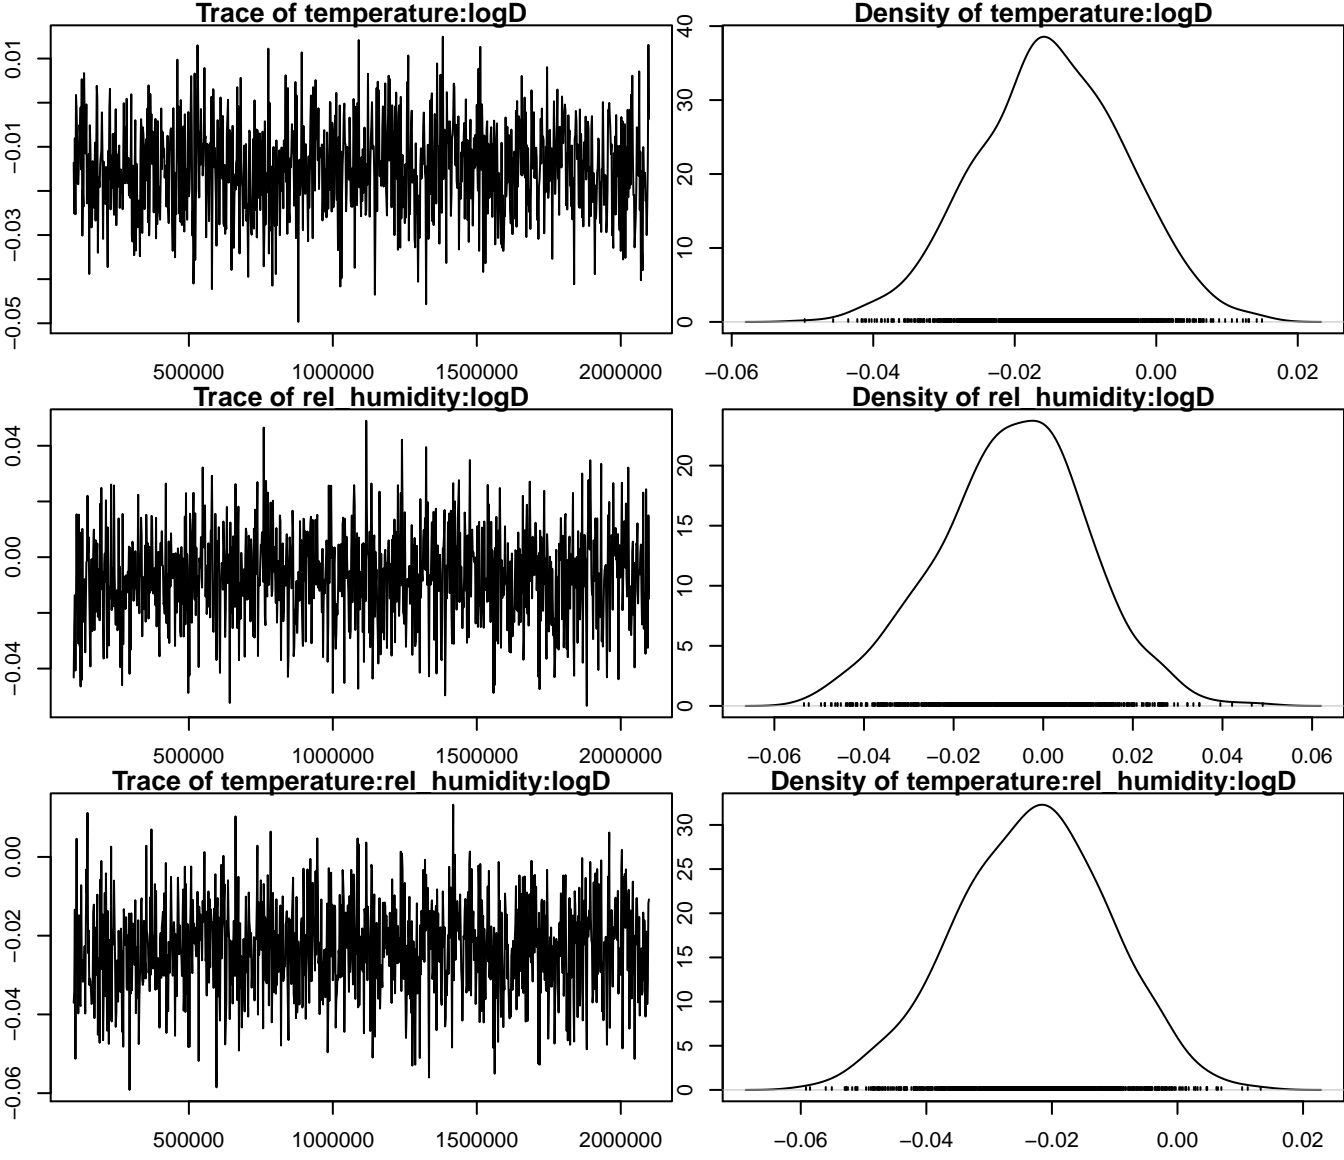 Trace of temperature:logD
Density of temperature:logD
0.01
−0.01
−0.03
−0.05
500000 1000000 1500000 2000000
40
30
20
10
0
−0.06 −0.04 −0.02 0.00 0.02
Trace of rel_humidity:logD
Density of rel_humidity:logD
0.04
0.00
−0.04
500000 1000000 1500000 2000000
20
15
10
5
0
−0.06 −0.04 −0.02 0.00 0.02 0.04 0.06
Trace of temperature:rel_humidity:logD
Density of temperature:rel_humidity:logD
0.00
−0.02
−0.04
−0.06
500000 1000000 1500000 2000000
30
25
20
15
10
5
0
−0.06 −0.04 −0.02 0.00 0.02